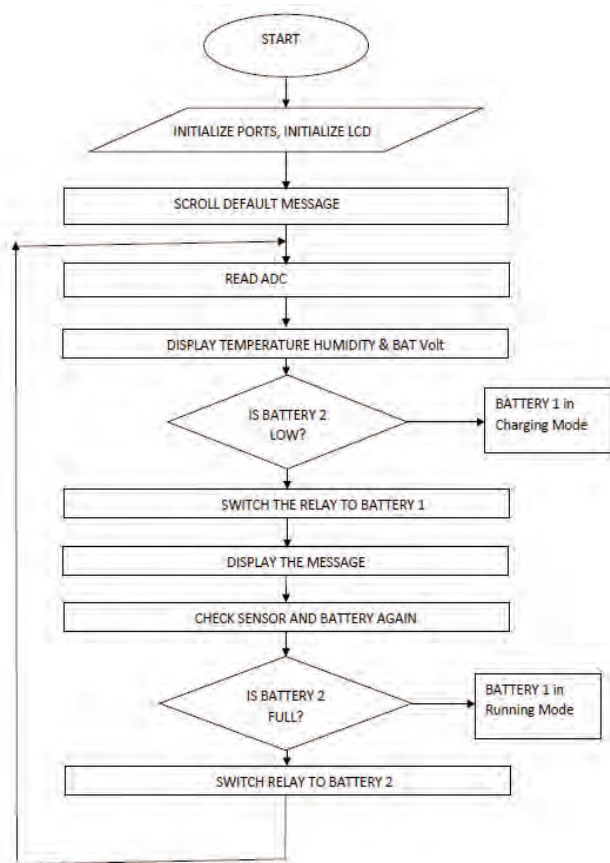 START
INITIALIZE PORTS, INITIALIZE LCD
SCROLL DEFAULT MESSAGE
READ ADC
DISPLAY TEMPERATURE HUMIDITY & BAT Volt
IS BATTERY 2
LOW?
BATTERY 1 in
Charging Mode
SWITCH THE RELAY TO BATTERY 1
DISPLAY THE MESSAGE
CHECK SENSOR AND BATTERY AGAIN
IS BATTERY 2
FULL?
BATTERY 1 in
Running Mode
SWITCH RELAY TO BATTERY 2